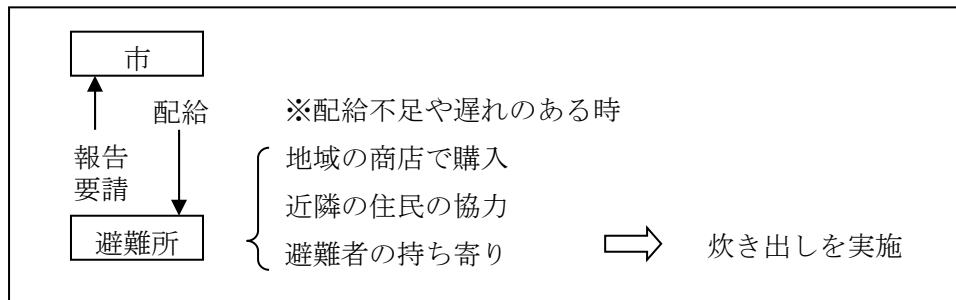 市
配給
※配給不足や遅れのある時
報告
要請
地域の商店で購入
近隣の住民の協力
避難所
避難者の持ち寄り
炊き出しを実施